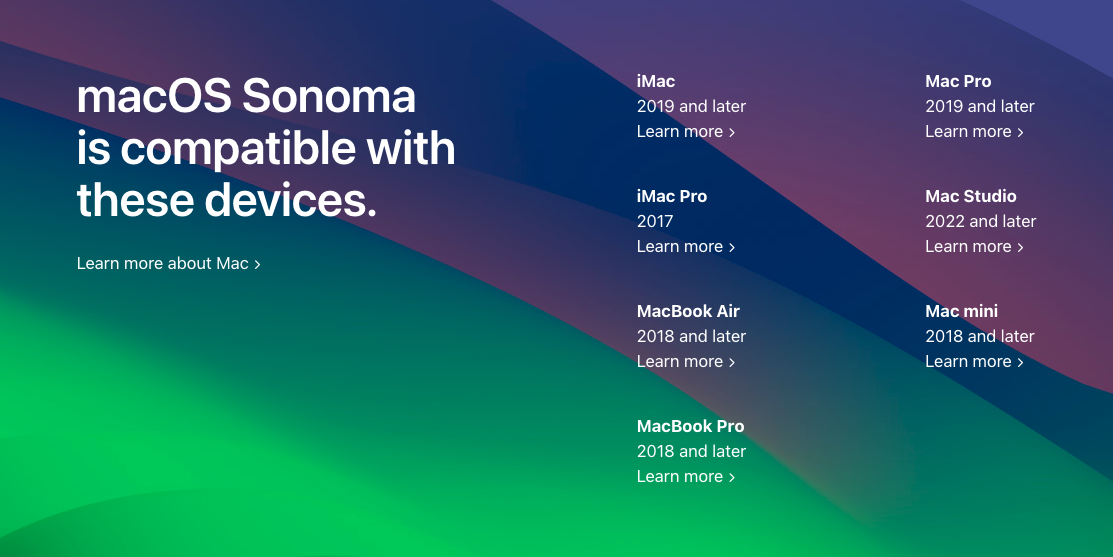 macOS Sonoma
is compatible with
these devices.
Learn more about Mac >
iMac
2019 and later
Learn more >
iMac Pro
2017
Learn more >
MacBook Air
2018 and later
Learn more >
MacBook Pro
2018 and later
Learn more >
Mac Pro
2019 and later
Learn more >
Mac Studio
2022 and later
Learn more >
Mac mini
2018 and later
Learn more >